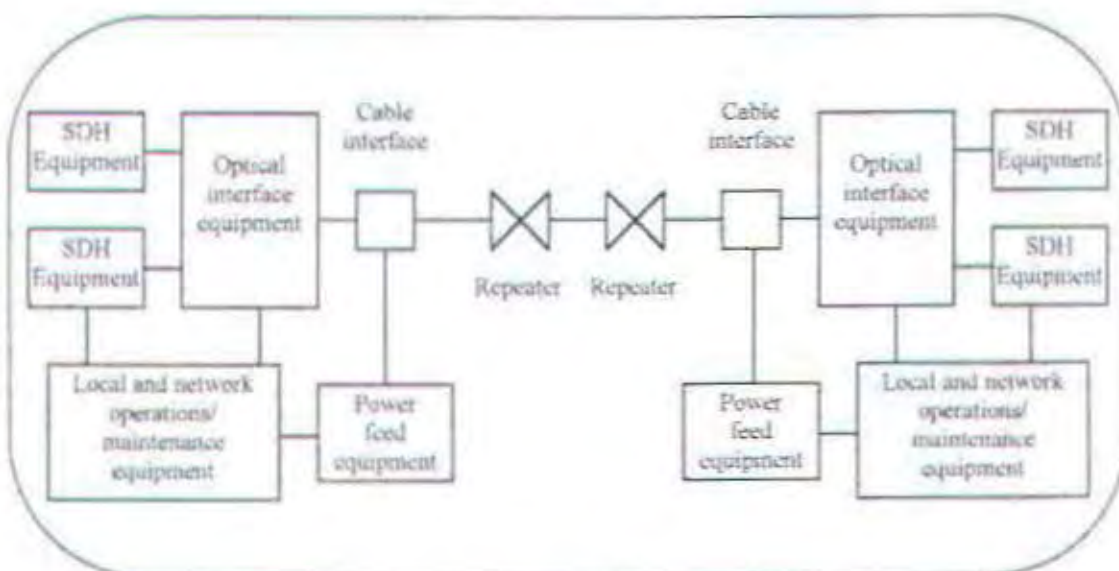 SDH
Equipment
SDH
Equipment
Optical
interface
equipment
Cable
interface
Repeater
Repeater
Local and network
operations/
maintenance
equipment
Power
feed
equipment
Cable
interface
Optical
interface
equipment
SDH
Equipment
SDH
Equipment
Power
feed
equipment
Local and network
operations/
maintenance
equipment